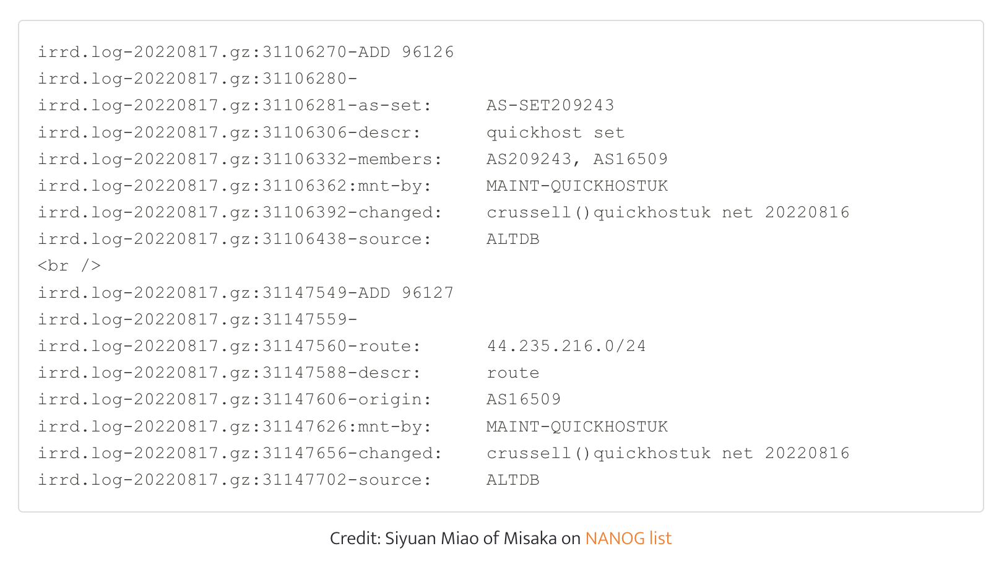 irrd.log-20220817.gz:31106270-ADD 96126
irrd.log-20220817.gz:31106280-
irrd.log-20220817.gz:31106281-as-set:     AS-SET209243
irrd.log-20220817.gz:31106306-descr:      quickhost set
irrd.log-20220817.gz:31106332-members:    AS209243, AS16509
irrd.log-20220817.gz:31106362:mnt-by:     MAINT-QUICKHOSTUK
irrd.log-20220817.gz:31106392-changed:    crussell()quickhostuk net 20220816
irrd.log-20220817.gz:31106438-source:     ALTDB
<br />
irrd.log-20220817.gz:31147549-ADD 96127
irrd.log-20220817.gz:31147559-
irrd.log-20220817.gz:31147560-route:      44.235.216.0/24
irrd.log-20220817.gz:31147588-descr:      route
irrd.log-20220817.gz:31147606-origin:     AS16509
irrd.log-20220817.gz:31147626:mnt-by:     MAINT-QUICKHOSTUK
irrd.log-20220817.gz:31147656-changed:    crussell()quickhostuk net 20220816
irrd.log-20220817.gz:31147702-source:     ALTDB
Credit: Siyuan Miao of Misaka on NANOG list